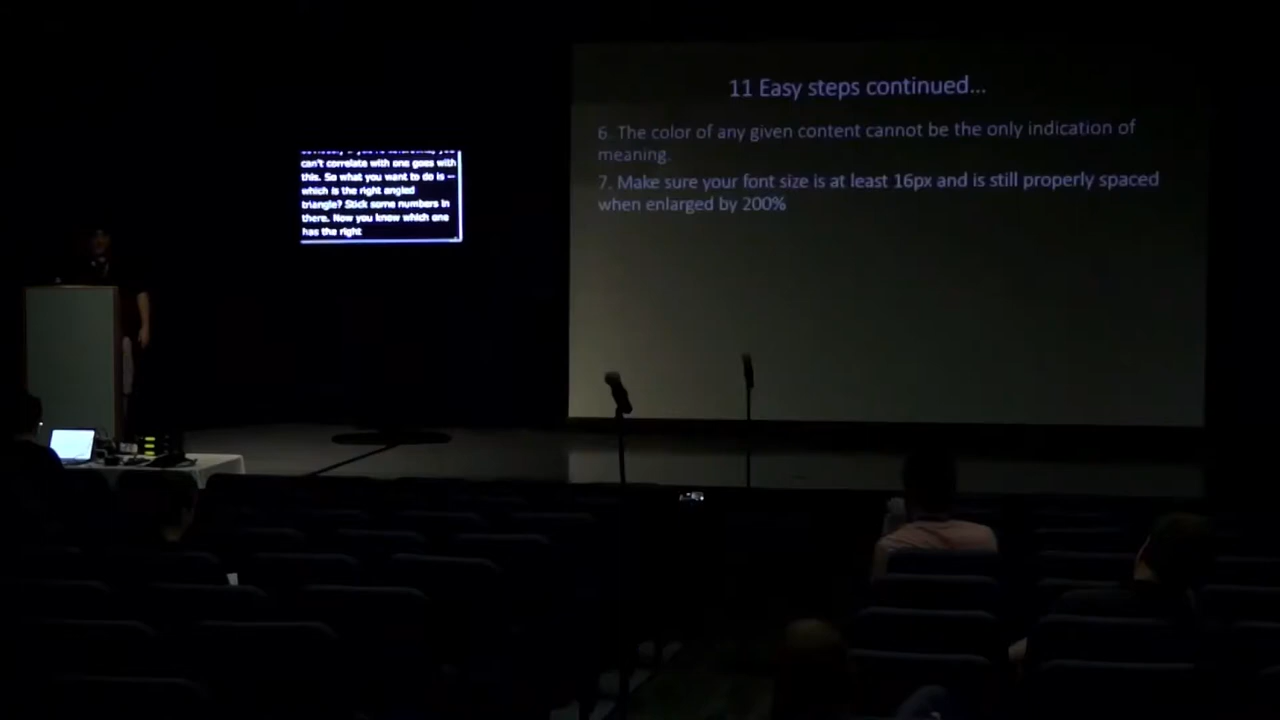 can't correlate with one goes with
this. So what you want to do is —
which is the right angled
triangle? Stick some numbers in
there. Now you know which one
has the right
11 Easy steps continued...
6. The color of any given content cannot be the only indication of
meaning.
7. Make sure your font size is at least 16px and is still properly spaced
when enlarged by 200%